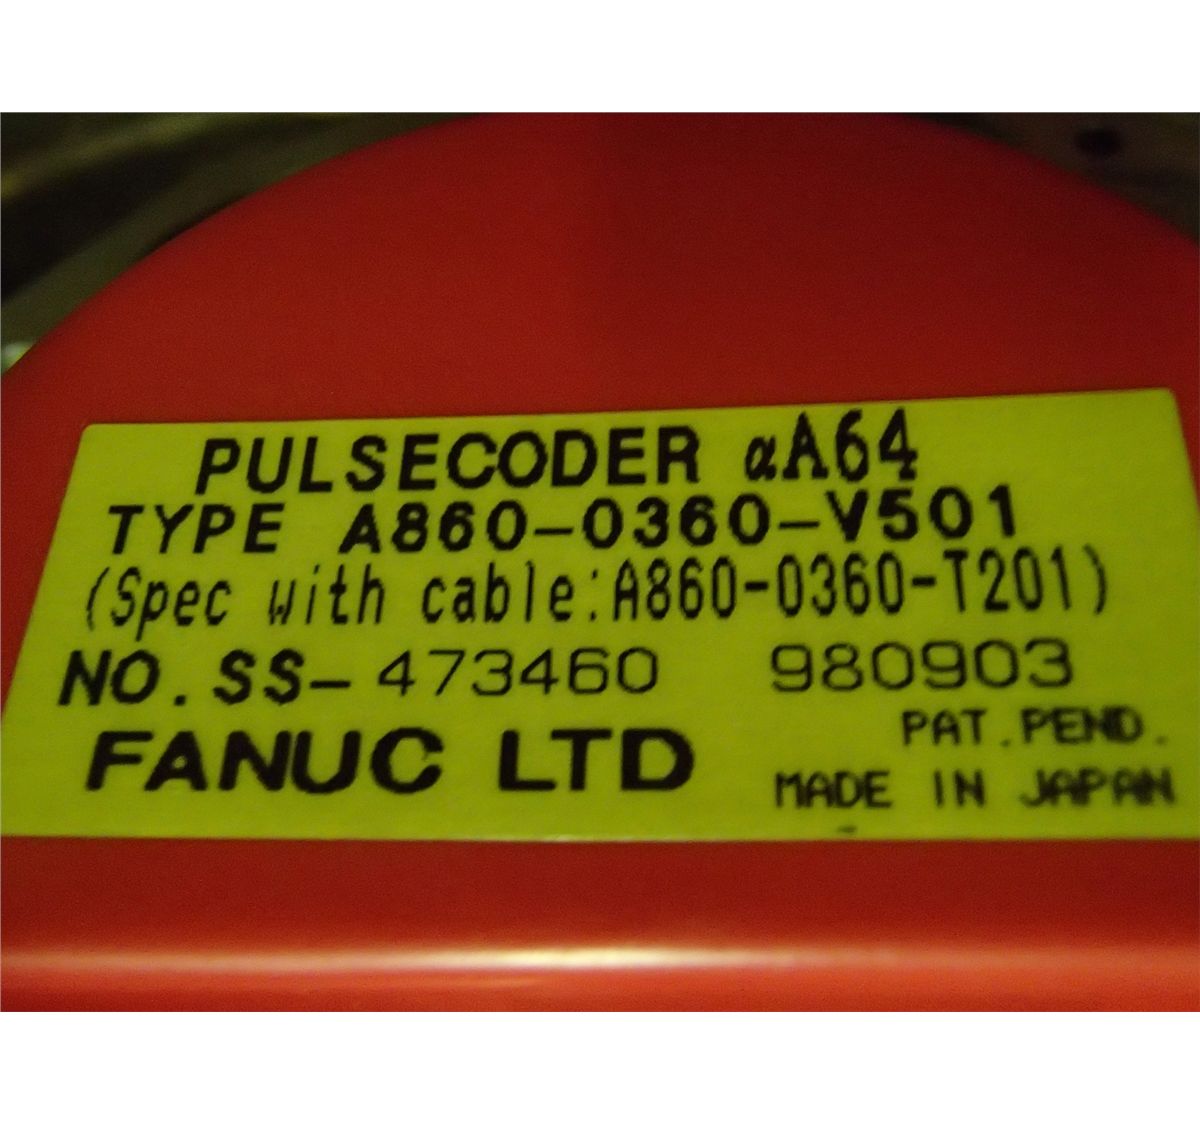 PULSECODER αA64
TYPE A860-0360-V501
(Spec with cable:A860-0360-T201)
NO.SS-473460 980903
PAT.PEND.
FANUC LTD
MADE IN JAPAN